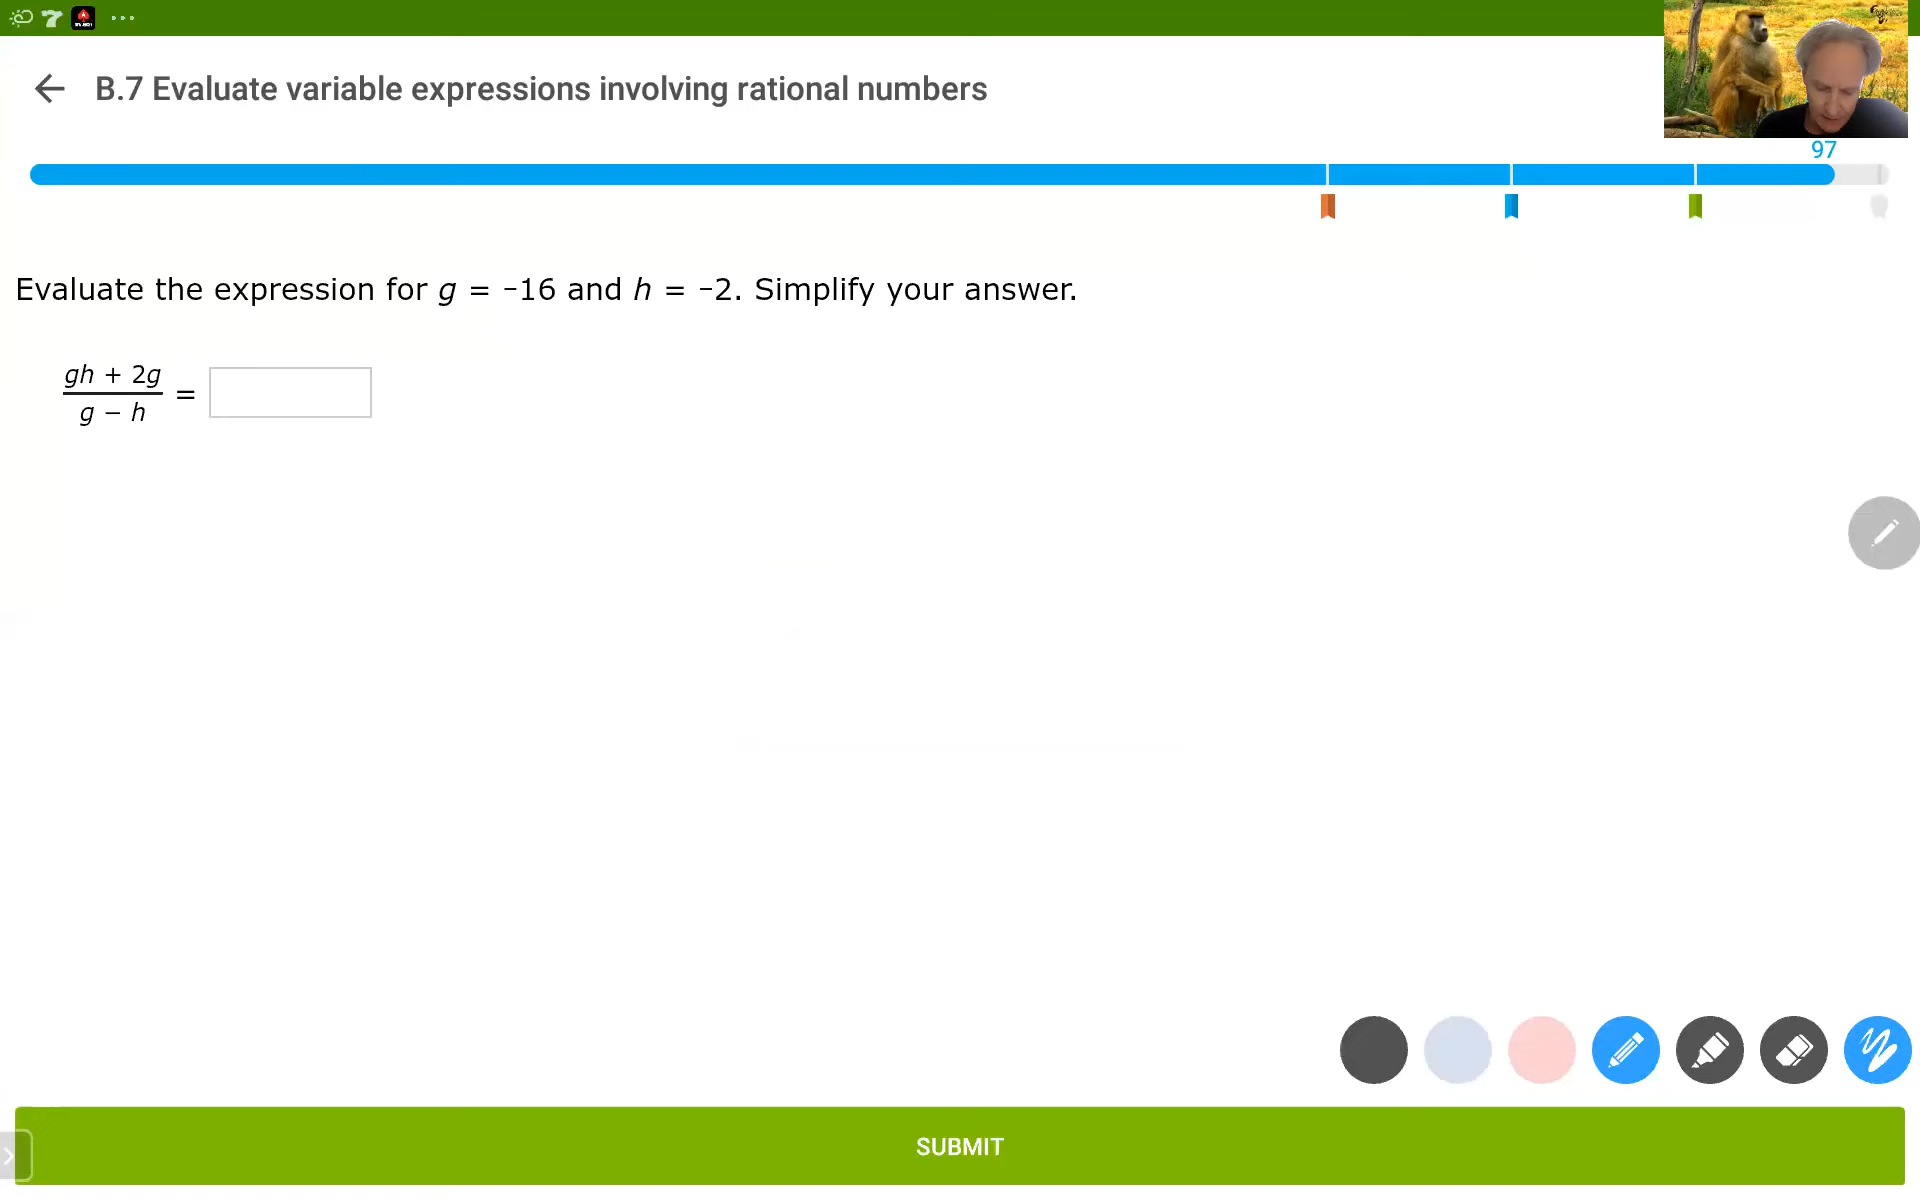 B.7 Evaluate variable expressions involving rational numbers
97
Evaluate the expression for g = -16 and h = -2. Simplify your answer.
gh + 2g
g − h
=
SUBMIT